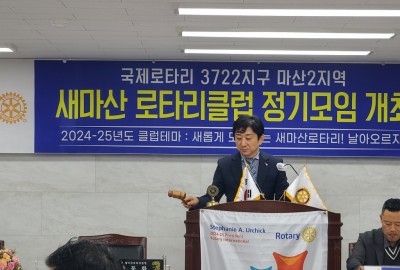 국제로타리 3722지구 마산2지역
새마산 로타리클럽 정기모임 개최
2024-25년도 클럽테마 : 새롭게 는 새마산로타리! 날아오르자
Stephanie A. Urchick
Rotary